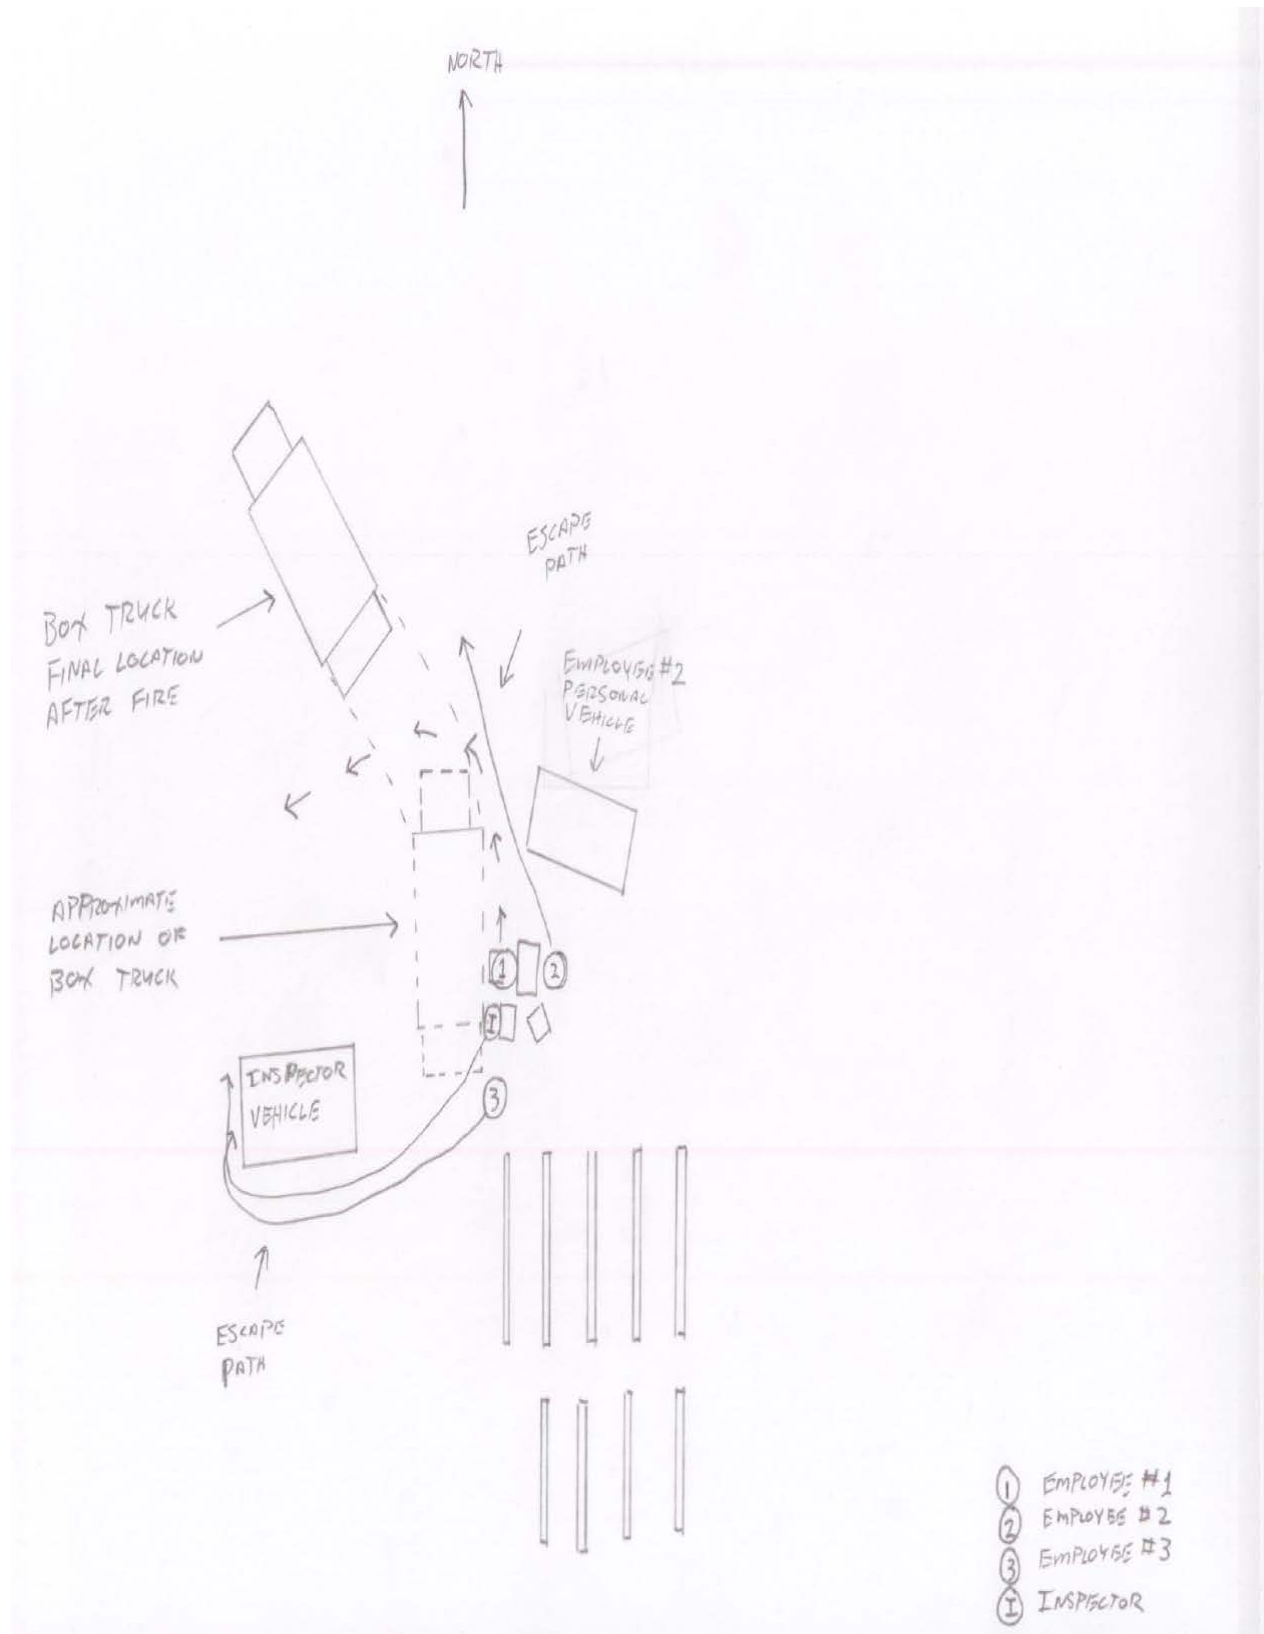 NORTH
ESCAPE
PATH
BOX TRUCK
FINAL LOCATION
AFTER FIRE
EMPLOYEE #2
PERSONAL
VEHICLE
APPROXIMATE
LOCATION OF
BOX TRUCK
1
2
I
3
INSPECTOR
VEHICLE
ESCAPE
PATH
1 EMPLOYEE #1
2 EMPLOYEE #2
3 EMPLOYEE #3
I INSPECTOR